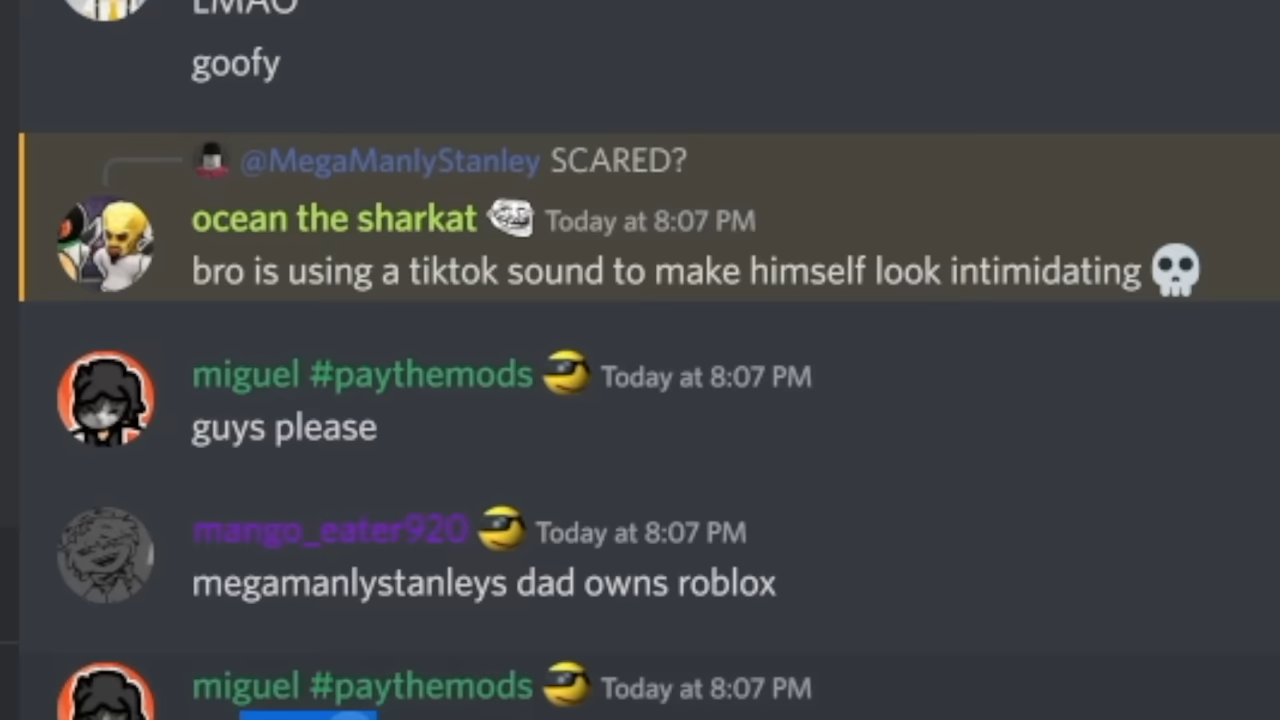 LMAO
goofy
@MegaManlyStanley SCARED?
ocean the sharkat Today at 8:07 PM
bro is using a tiktok sound to make himself look intimidating 💀
miguel #paythemods 😎 Today at 8:07 PM
guys please
mango_eater920 😎 Today at 8:07 PM
megamanlystanleys dad owns roblox
miguel #paythemods 😎 Today at 8:07 PM